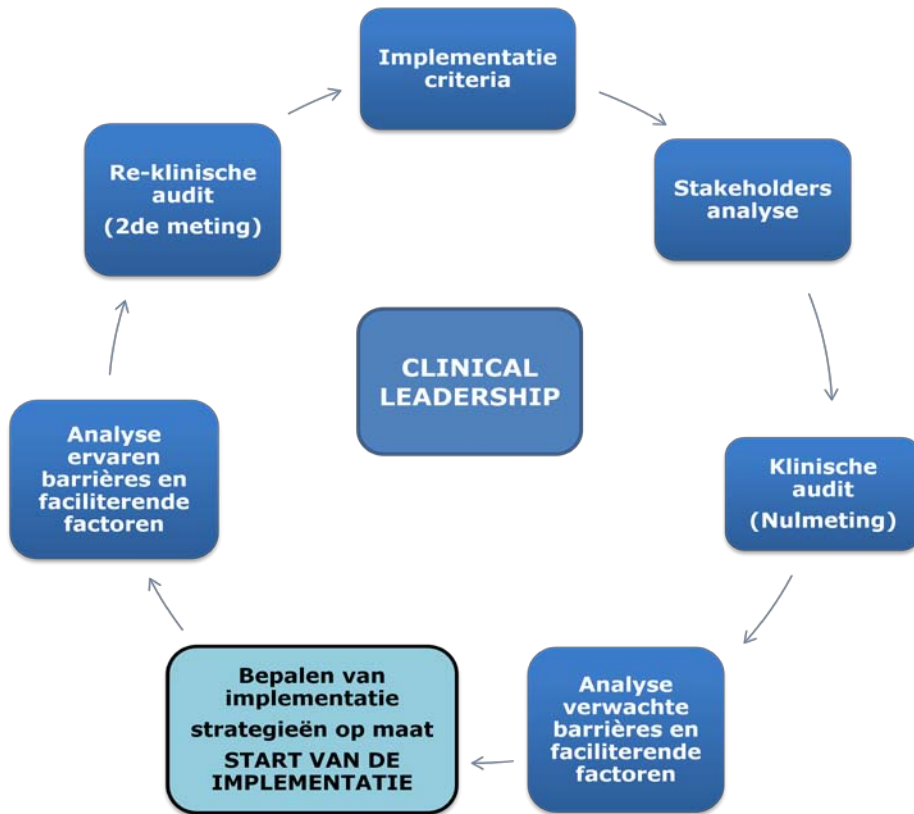 Implementatie
criteria
Stakeholders
analyse
Klinische
audit
(Nulmeting)
Analyse
verwachte
barrières en
faciliterende
factoren
Bepalen van
implementatie
strategieën op maat
START VAN DE
IMPLEMENTATIE
Analyse
ervaren
barrières en
faciliterende
factoren
Re-klinische
audit
(2de meting)
CLINICAL
LEADERSHIP